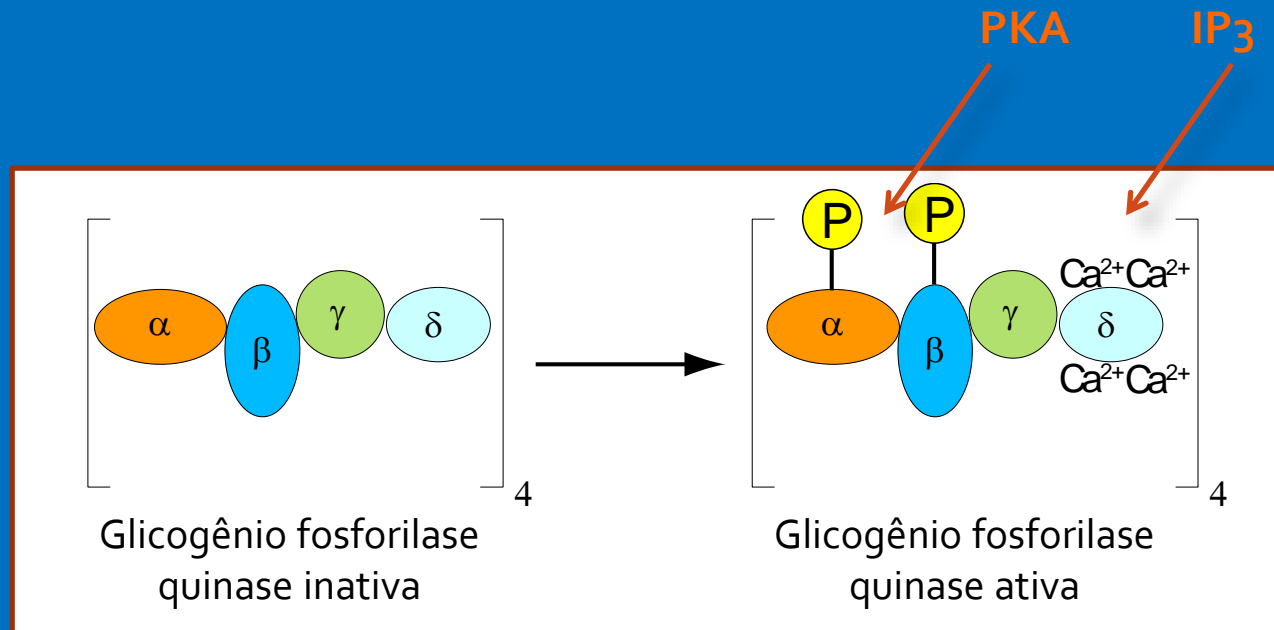 PKA IP3
P P
Ca²⁺Ca²⁺
α β γ δ α β γ δ
Ca²⁺Ca²⁺
4 4
Glicogênio fosforilase
quinase inativa
Glicogênio fosforilase
quinase ativa